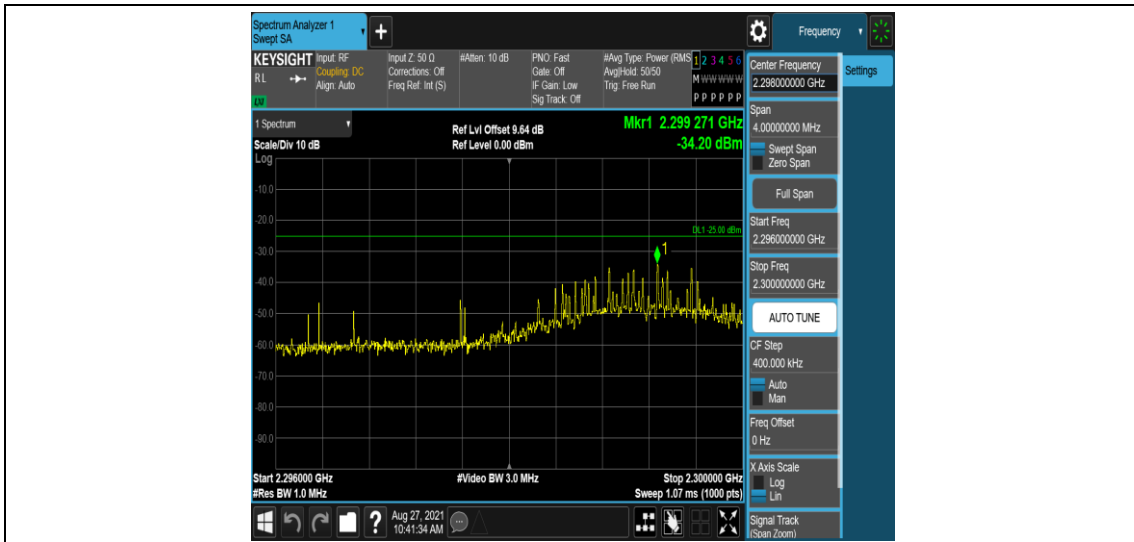 Spectrum Analyzer 1
Swept SA
+
Frequency
KEYSIGHT
RL
LXI
Input: RF
Coupling: DC
Align: Auto
Input Z: 50 Ω
Corrections: Off
Freq Ref: Int (S)
#Atten: 10 dB
PNO: Fast
Gate: Off
IF Gain: Low
Sig Track: Off
#Avg Type: Power (RMS
Avg|Hold: 50/50
Trig: Free Run
1 2 3 4 5 6
M W W W W W
P P P P P P
Center Frequency
2.298000000 GHz
Settings
1 Spectrum
Scale/Div 10 dB
Ref Lvl Offset 9.64 dB
Ref Level 0.00 dBm
Mkr1 2.299 271 GHz
-34.20 dBm
Log
-10.0
-20.0
-30.0
-40.0
-50.0
-60.0
-70.0
-80.0
-90.0
DL1 -25.00 dBm
1
Span
4.00000000 MHz
Swept Span
Zero Span
Full Span
Start Freq
2.296000000 GHz
Stop Freq
2.300000000 GHz
AUTO TUNE
CF Step
400.000 kHz
Auto
Man
Freq Offset
0 Hz
X Axis Scale
Log
Lin
Signal Track
(Span Zoom)
Start 2.296000 GHz
#Res BW 1.0 MHz
#Video BW 3.0 MHz
Stop 2.300000 GHz
Sweep 1.07 ms (1000 pts)
?
Aug 27, 2021
10:41:34 AM